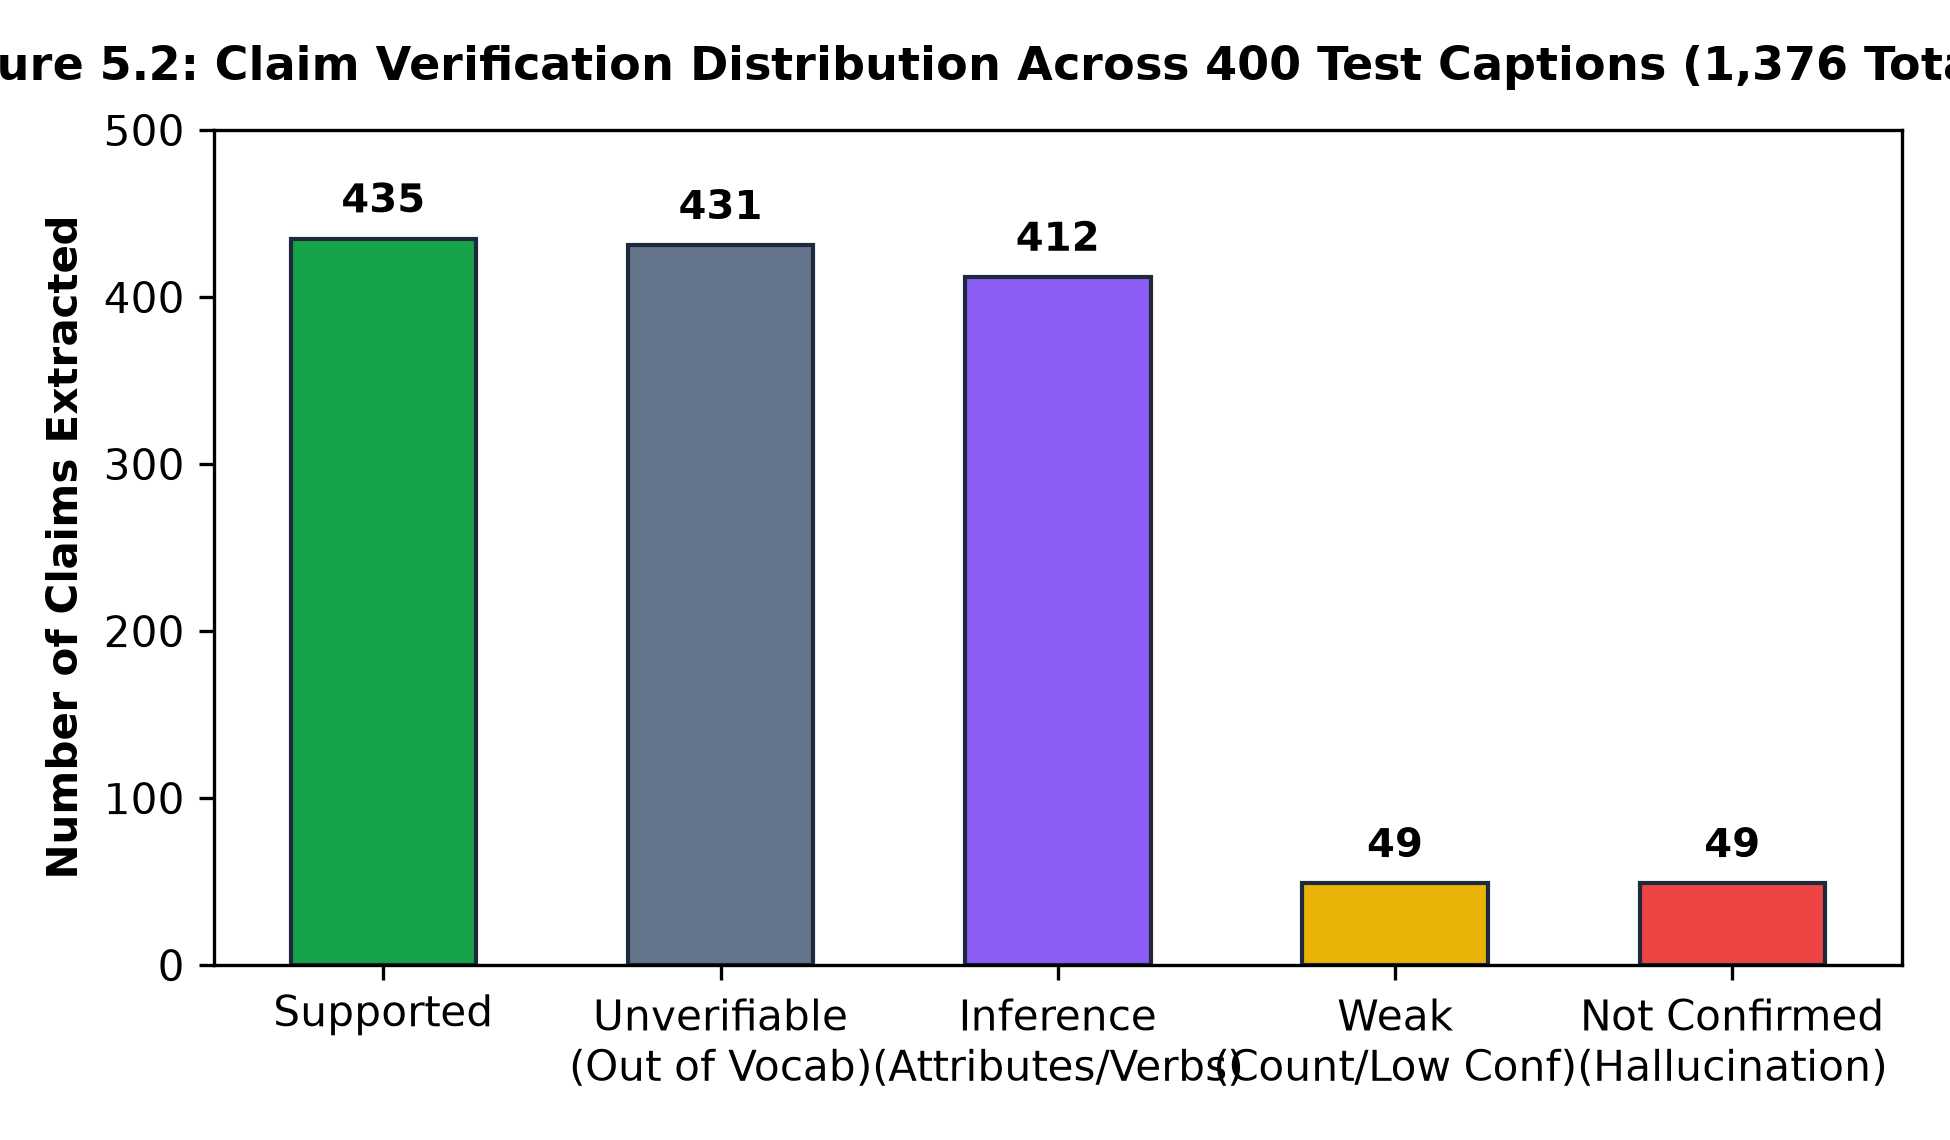 ure 5.2: Claim Verification Distribution Across 400 Test Captions (1,376 Tota
Number of Claims Extracted
500
400
300
200
100
0
435
431
412
49
49
Supported
Unverifiable
(Out of Vocab)
Inference
(Attributes/Verbs)
Weak
(Count/Low Conf)
Not Confirmed
(Hallucination)